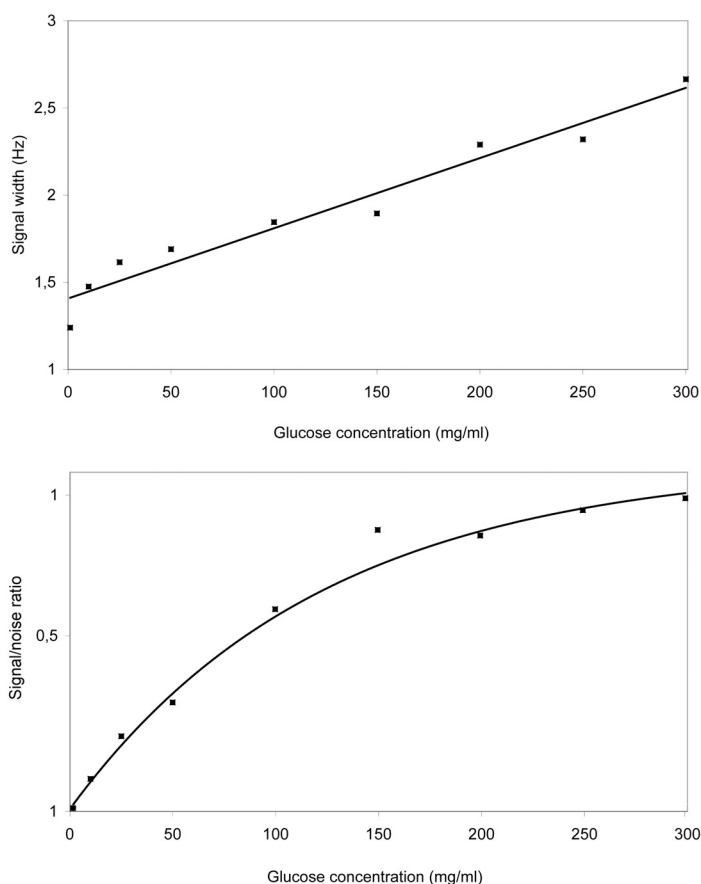 3
2,5
2
1,5
1
Signal width (Hz)
0 50 100 150 200 250 300
Glucose concentration (mg/ml)
1
0,5
1
Signal/noise ratio
0 50 100 150 200 250 300
Glucose concentration (mg/ml)